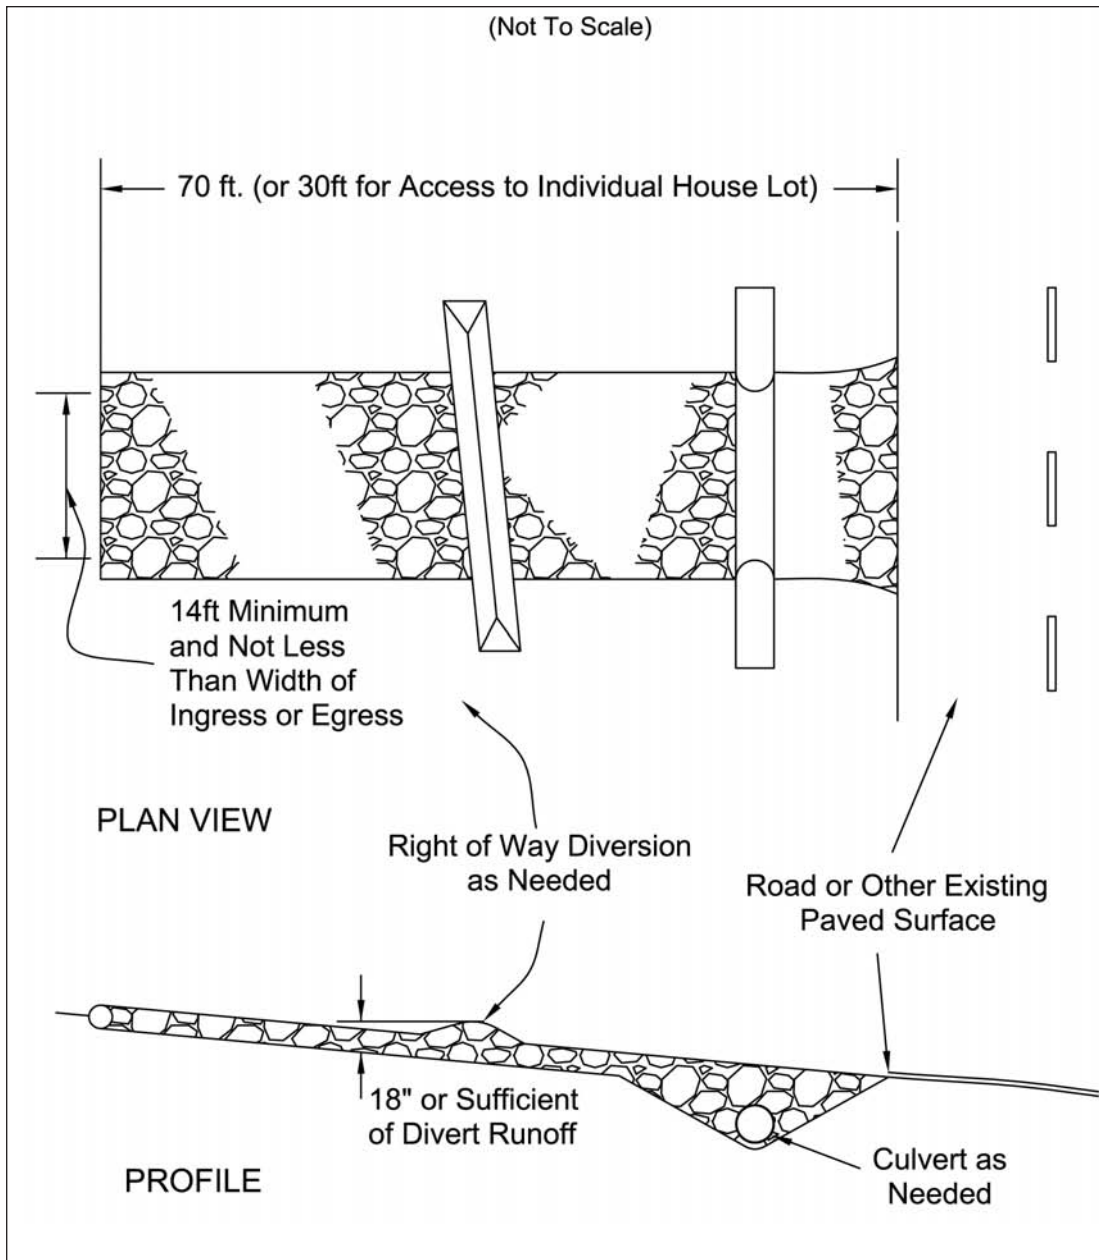 (Not To Scale)
70 ft. (or 30ft for Access to Individual House Lot)
14ft Minimum
and Not Less
Than Width of
Ingress or Egress
PLAN VIEW
Right of Way Diversion
as Needed
Road or Other Existing
Paved Surface
18" or Sufficient
of Divert Runoff
Culvert as
Needed
PROFILE